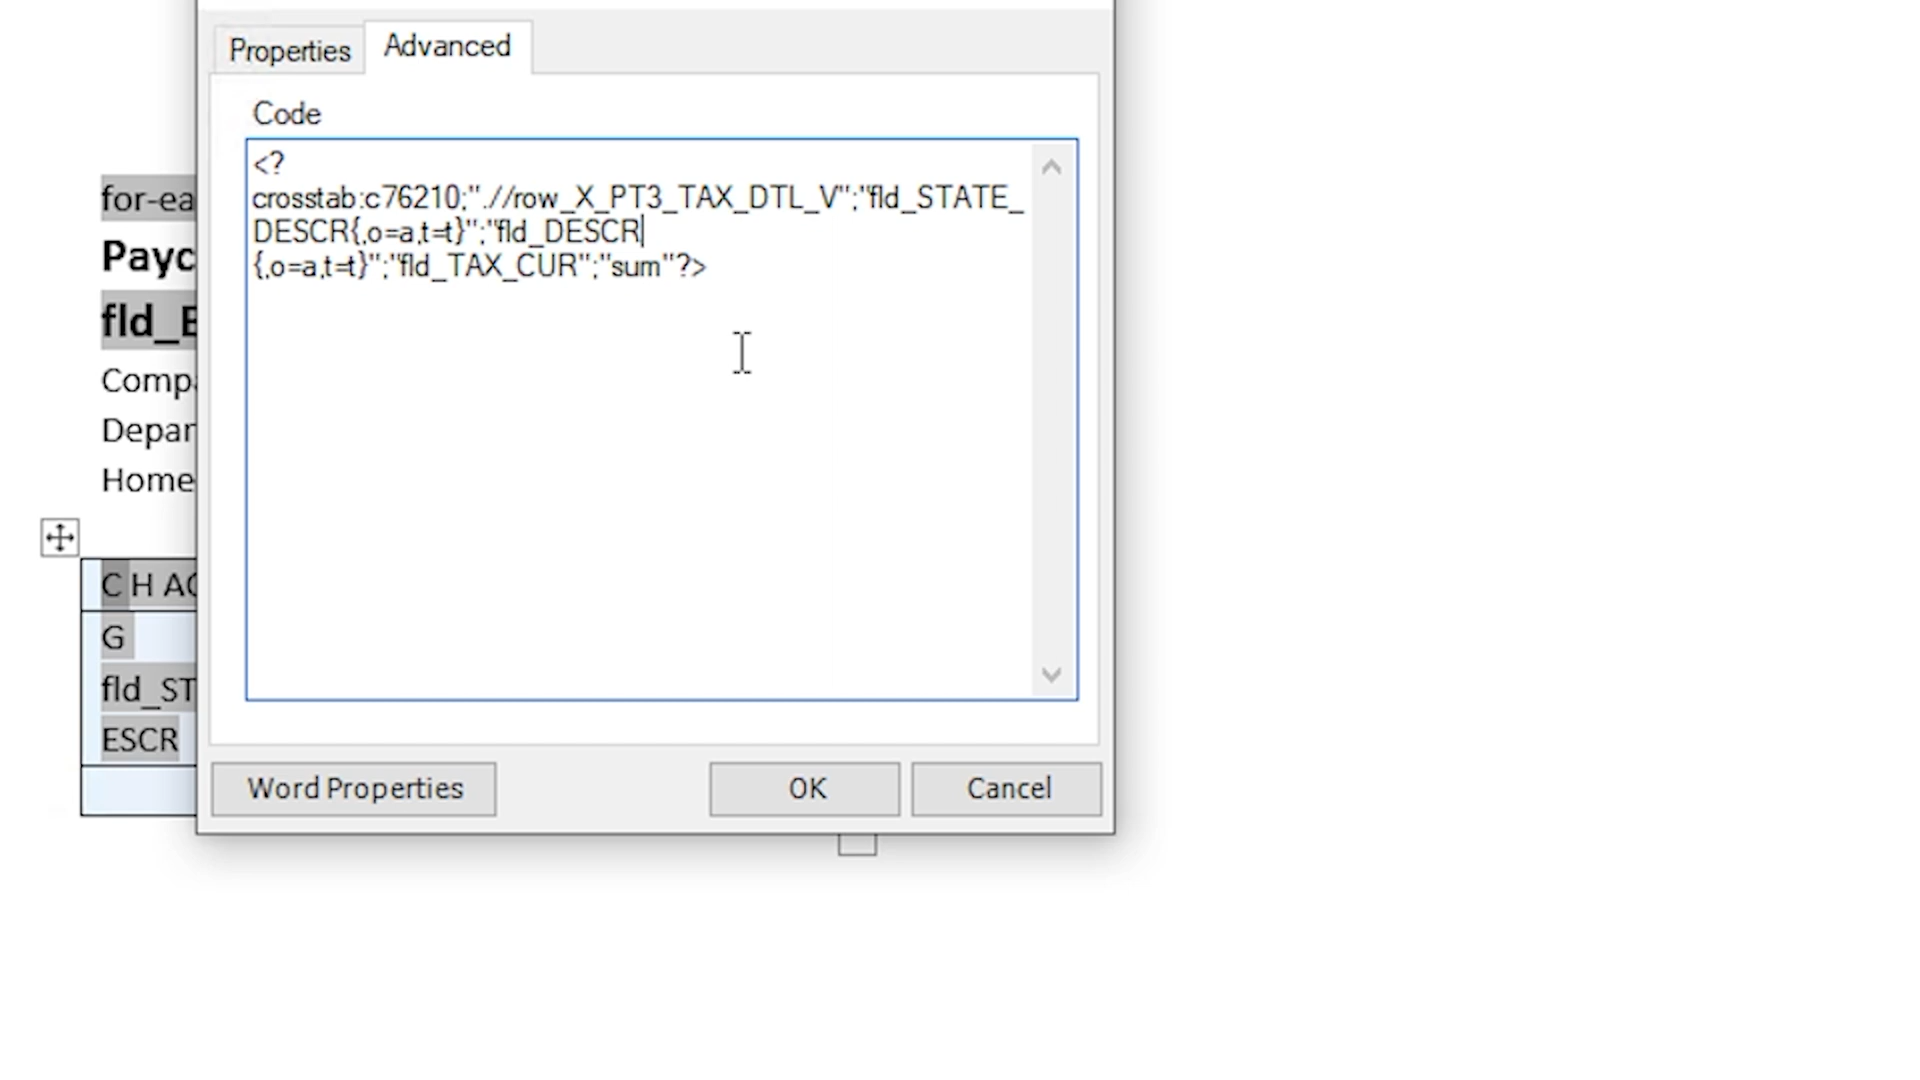 Properties
Advanced
Code
<?
crosstab:c76210;".//row_X_PT3_TAX_DTL_V";"fld_STATE_
DESCR{,o=a,t=t}";"fld_DESCR
{,o=a,t=t}";"fld_TAX_CUR";"sum"?>
for-ea
Payc
fld_E
Compa
Depar
Home
C H AC
G
fld_ST
ESCR
Word Properties
OK
Cancel